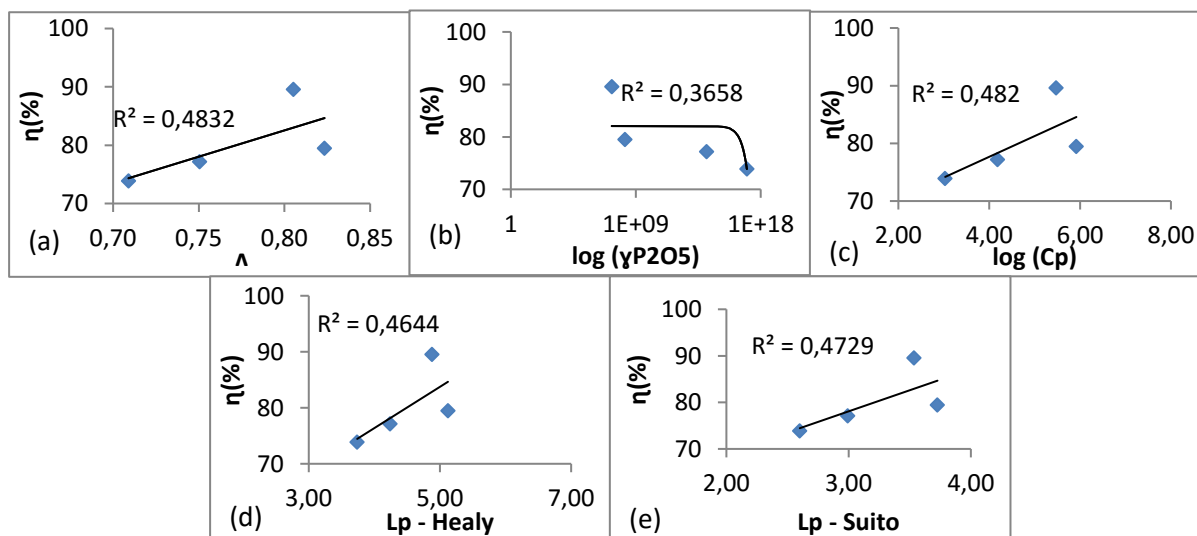 100
90
80
70
η(%)
R² = 0,4832
0,70 0,75 0,80 0,85
(a)
Λ
100
90
80
70
η(%)
R² = 0,3658
1 1E+09 1E+18
(b)
log (γP2O5)
100
90
80
70
η(%)
R² = 0,482
2,00 4,00 6,00 8,00
(c)
log (Cp)
100
90
80
70
η(%)
R² = 0,4644
3,00 5,00 7,00
(d)
Lp - Healy
100
90
80
70
η(%)
R² = 0,4729
2,00 3,00 4,00
(e)
Lp - Suito